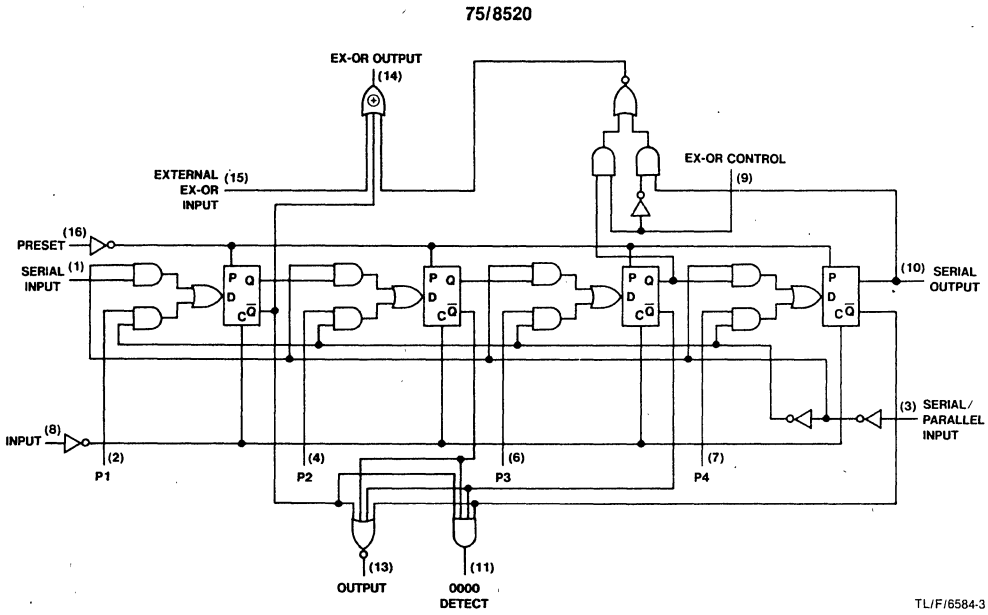 75/8520
EX-OR OUTPUT
(14)
EX-OR CONTROL
(9)
EXTERNAL (15)
EX-OR
INPUT
PRESET (16)
SERIAL (1)
INPUT
P Q
D
C Q̅
P Q
D
C Q̅
P Q
D
C Q̅
P
D
C Q̅
(10) SERIAL
OUTPUT
(3) SERIAL/
PARALLEL
INPUT
INPUT (8)
(2)
P1
(4)
P2
(6)
P3
(7)
P4
(13)
OUTPUT
(11)
0000
DETECT
TL/F/6584-3